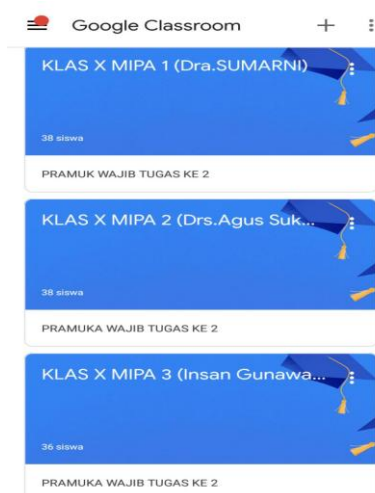 Google Classroom
KLAS X MIPA 1 (Dra.SUMARNI)
38 siswa
PRAMUK WAJIB TUGAS KE 2
KLAS X MIPA 2 (Drs.Agus Suk...
38 siswa
PRAMUKA WAJIB TUGAS KE 2
KLAS X MIPA 3 (Insan Gunawa...
36 siswa
PRAMUKA WAJIB TUGAS KE 2